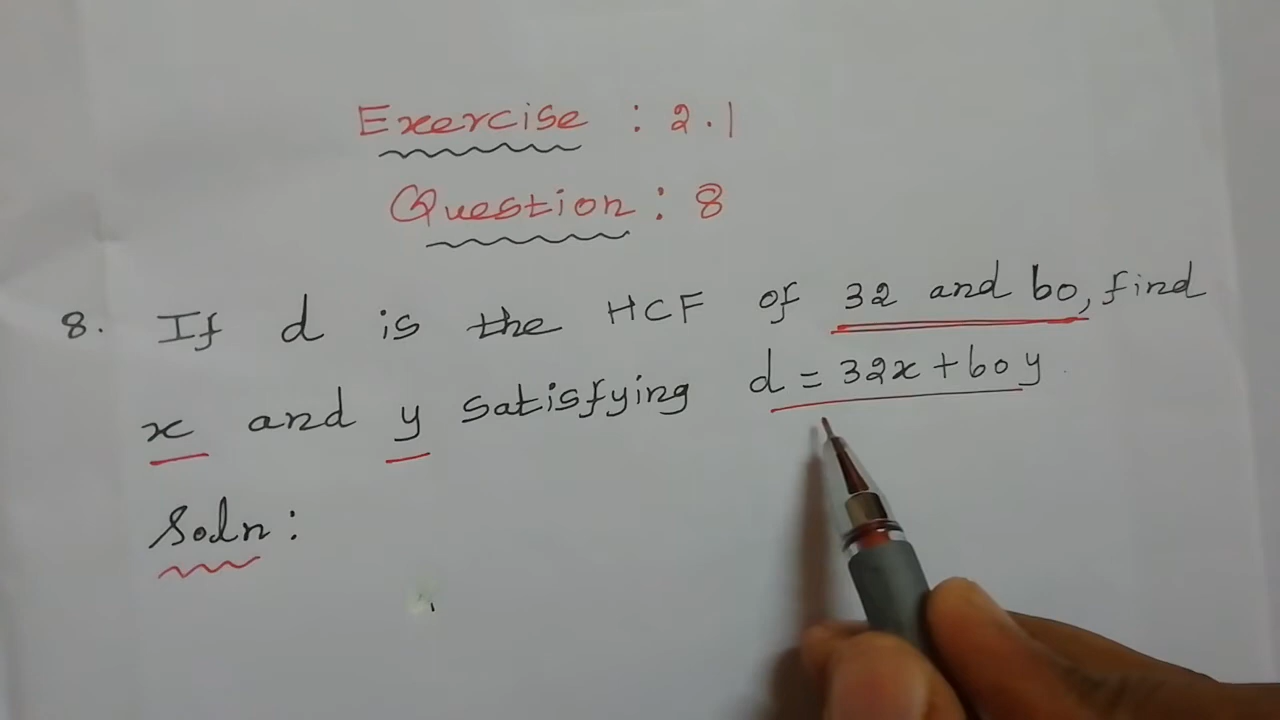 Exercise : 2.1
Question : 8
8. If d is the HCF of 32 and 60, find
x and y satisfying d = 32x + 60y.
Soln :